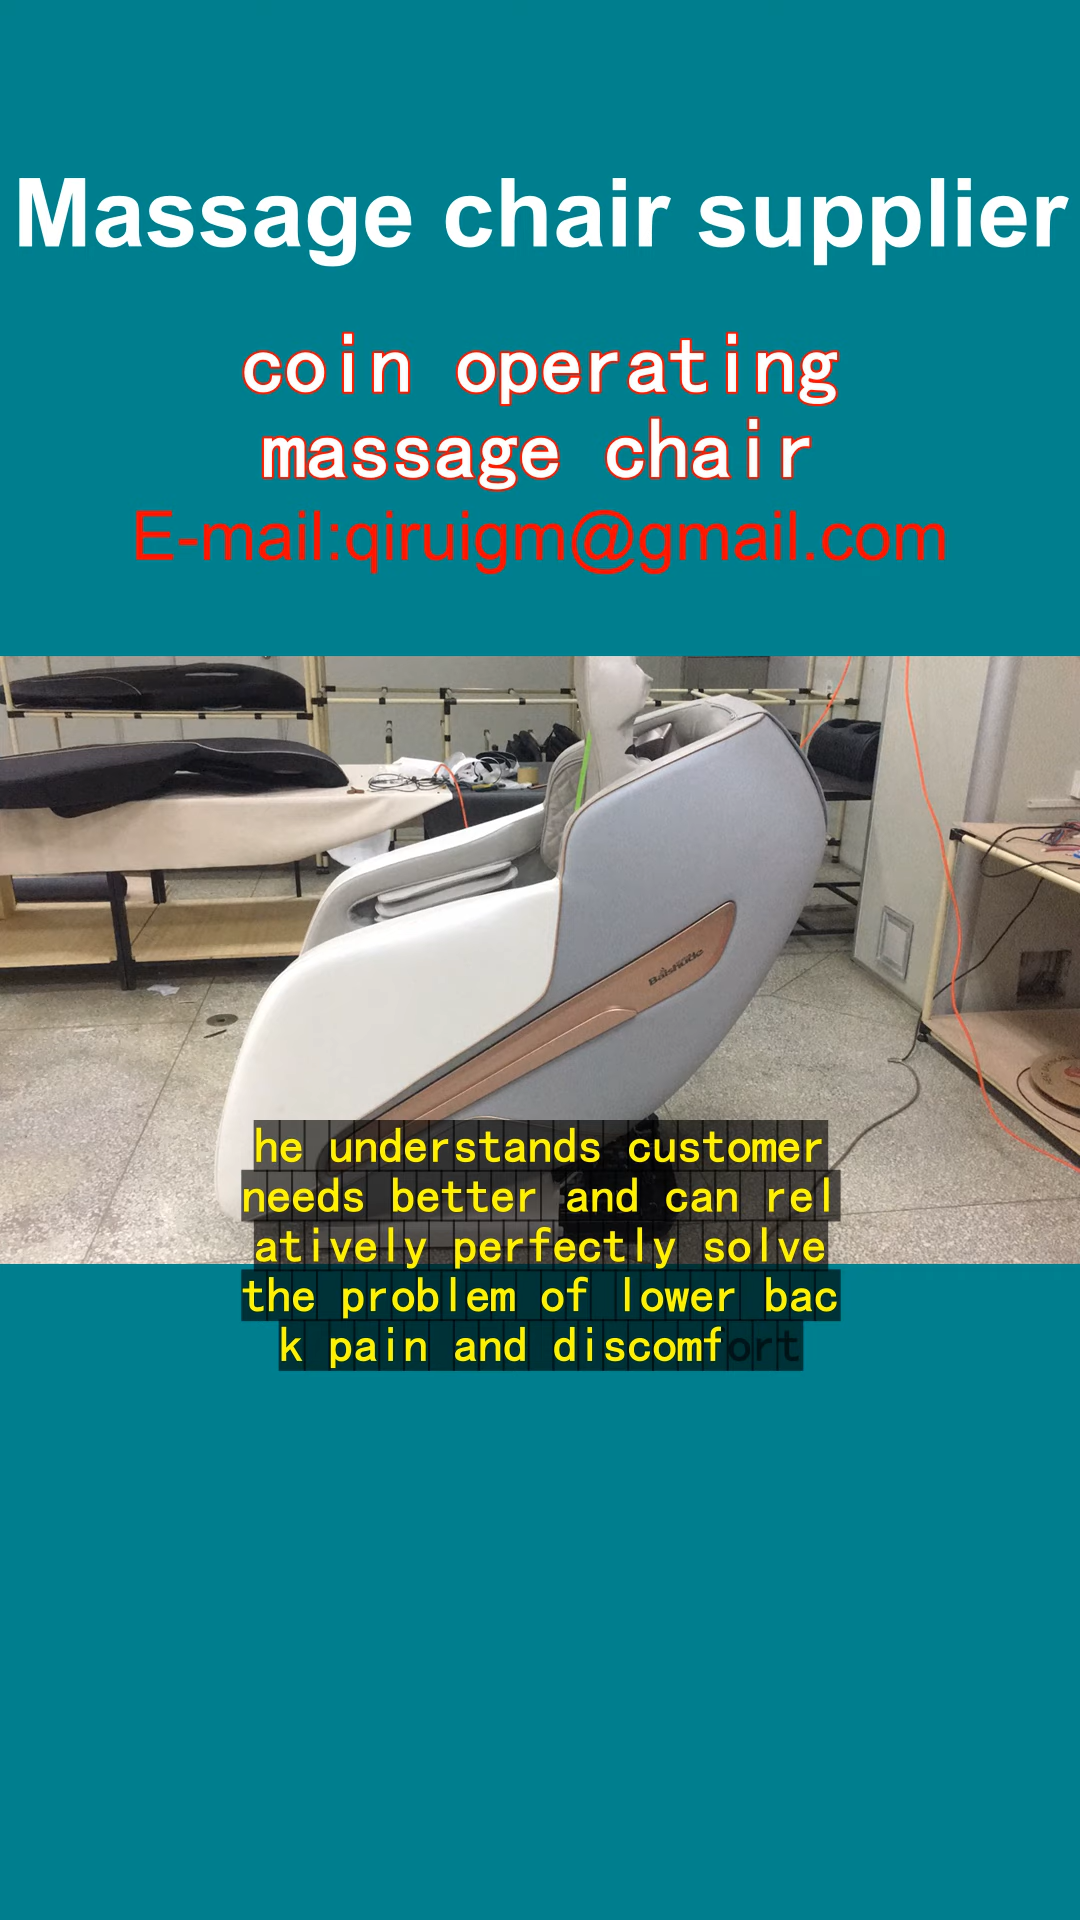 Massage chair supplier
coin operating
massage chair
E-mail:qiruigm@gmail.com
he understands customer
needs better and can rel
atively perfectly solve
the problem of lower bac
k pain and discomfort